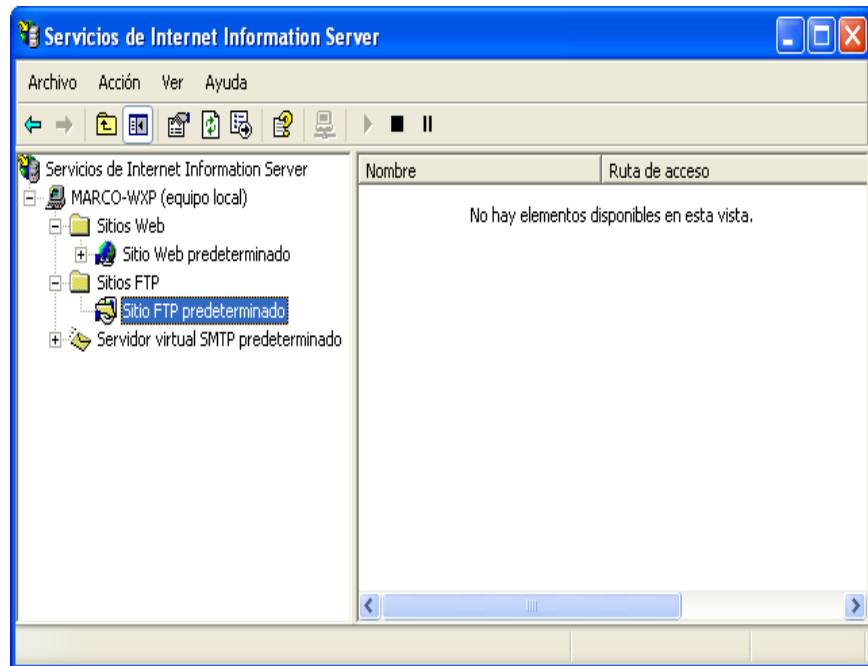 Servicios de Internet Information Server
Archivo Acción Ver Ayuda
Servicios de Internet Information Server
MARCO-WXP (equipo local)
Sitios Web
Sitio Web predeterminado
Sitios FTP
Sitio FTP predeterminado
Servidor virtual SMTP predeterminado
Nombre Ruta de acceso
No hay elementos disponibles en esta vista.